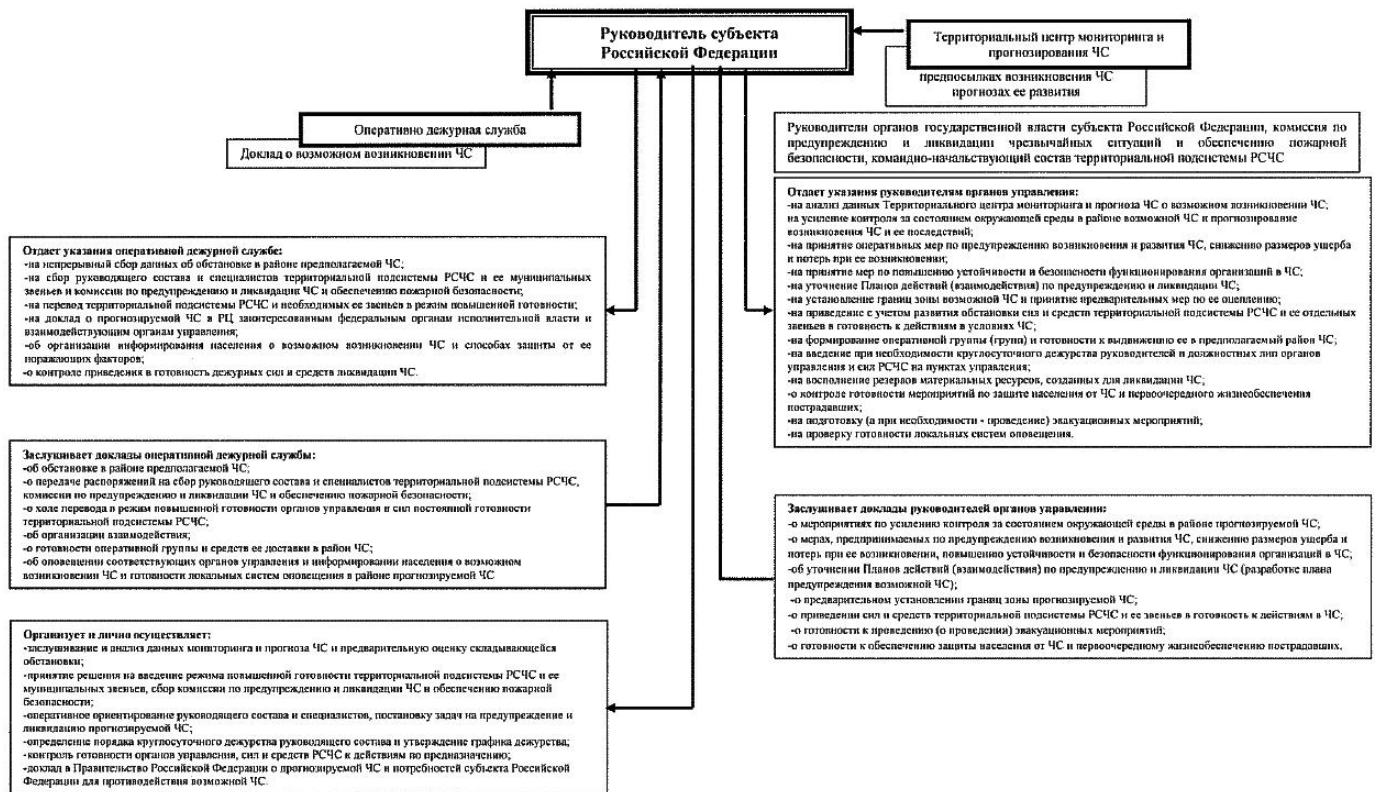 Руководитель субъекта
Российской Федерации
Территориальный центр мониторинга и
прогнозирования ЧС
предпосылках возникновения ЧС
прогнозах ее развития
Оперативно дежурная служба
Доклад о возможном возникновении ЧС
Руководители органов государственной власти субъекта Российской Федерации, комиссия по
предупреждению и ликвидации чрезвычайных ситуаций и обеспечению пожарной
безопасности, командно-начальствующий состав территориальной подсистемы РСЧС
Отдает указания руководителям органов управления:
-на анализ данных Территориального центра мониторинга и прогноза ЧС о возможном возникновении ЧС;
на усиление контроля за состоянием окружающей среды в районе возможной ЧС и прогнозирование
возникновения ЧС и ее последствий;
-на принятие оперативных мер по предупреждению возникновения и развития ЧС, снижению размеров ущерба
и потерь при ее возникновении;
-на принятие мер по повышению устойчивости и безопасности функционирования организаций в ЧС;
-на уточнение Планов действий (взаимодействия) по предупреждению и ликвидации ЧС;
-на установление границ зоны возможной ЧС и принятие предварительных мер по ее оцеплению;
-на приведение с учетом развития обстановки сил и средств территориальной подсистемы РСЧС и ее отдельных
звеньев в готовность к действиям в условиях ЧС;
-на формирование оперативной группы (групп) и готовности к выдвижению ее в предполагаемый район ЧС;
-на введение при необходимости круглосуточного дежурства руководителей и должностных лиц органов
управления и сил РСЧС на пунктах управления;
-на восполнение резервов материальных ресурсов, созданных для ликвидации ЧС;
-о контроле готовности мероприятий по защите населения от ЧС и первоочередного жизнеобеспечения
пострадавших;
-на подготовку (а при необходимости - проведение) эвакуационных мероприятий;
-на проверку готовности локальных систем оповещения.
Отдает указания оперативной дежурной службе:
-на непрерывный сбор данных об обстановке в районе предполагаемой ЧС;
-на сбор руководящего состава и специалистов территориальной подсистемы РСЧС и ее муниципальных
звеньев и комиссии по предупреждению и ликвидации ЧС и обеспечению пожарной безопасности;
-на перевод территориальной подсистемы РСЧС и необходимых ее звеньев в режим повышенной готовности;
-на доклад о прогнозируемой ЧС в РЦ заинтересованным федеральным органам исполнительной власти и
взаимодействующим органам управления;
-об организации информирования населения о возможном возникновении ЧС и способах защиты от ее
поражающих факторов;
-о контроле приведения в готовность дежурных сил и средств ликвидации ЧС.
Заслушивает доклады оперативной дежурной службы:
-об обстановке в районе предполагаемой ЧС;
-о передаче распоряжений на сбор руководящего состава и специалистов территориальной подсистемы РСЧС,
комиссии по предупреждению и ликвидации ЧС и обеспечению пожарной безопасности;
-о ходе перевода в режим повышенной готовности органов управления и сил постоянной готовности
территориальной подсистемы РСЧС;
-об организации взаимодействия;
-о готовности оперативной группы и средств ее доставки в район ЧС;
-об оповещении соответствующих органов управления и информировании населения о возможном
возникновении ЧС и готовности локальных систем оповещения в районе прогнозируемой ЧС
Заслушивает доклады руководителей органов управления:
-о мероприятиях по усилению контроля за состоянием окружающей среды в районе прогнозируемой ЧС;
-о мерах, предпринимаемых по предупреждению возникновения и развития ЧС, снижению размеров ущерба и
потерь при ее возникновении, повышению устойчивости и безопасности функционирования организаций в ЧС;
-об уточнении Планов действий (взаимодействия) по предупреждению и ликвидации ЧС (разработке плана
предупреждения возможной ЧС);
-о предварительном установлении границ зоны прогнозируемой ЧС;
-о приведении сил и средств территориальной подсистемы РСЧС и ее звеньев в готовность к действиям в ЧС;
-о готовности к проведению (о проведения) эвакуационных мероприятий;
-о готовности к обеспечению защиты населения от ЧС и первоочередному жизнеобеспечению пострадавших.
Организует и лично осуществляет:
-заслушивание и анализ данных мониторинга и прогноза ЧС и предварительную оценку складывающейся
обстановки;
-принятие решения на введение режима повышенной готовности территориальной подсистемы РСЧС и ее
муниципальных звеньев, сбор комиссии по предупреждению и ликвидации ЧС и обеспечению пожарной
безопасности;
-оперативное ориентирование руководящего состава и специалистов, постановку задач на предупреждение и
ликвидацию прогнозируемой ЧС;
-определение порядка круглосуточного дежурства руководящего состава и утверждение графика дежурства;
-контроль готовности органов управления, сил и средств РСЧС к действиям по предназначению;
-доклад в Правительство Российской Федерации о прогнозируемой ЧС и потребностей субъекта Российской
Федерации для противодействия возможной ЧС.